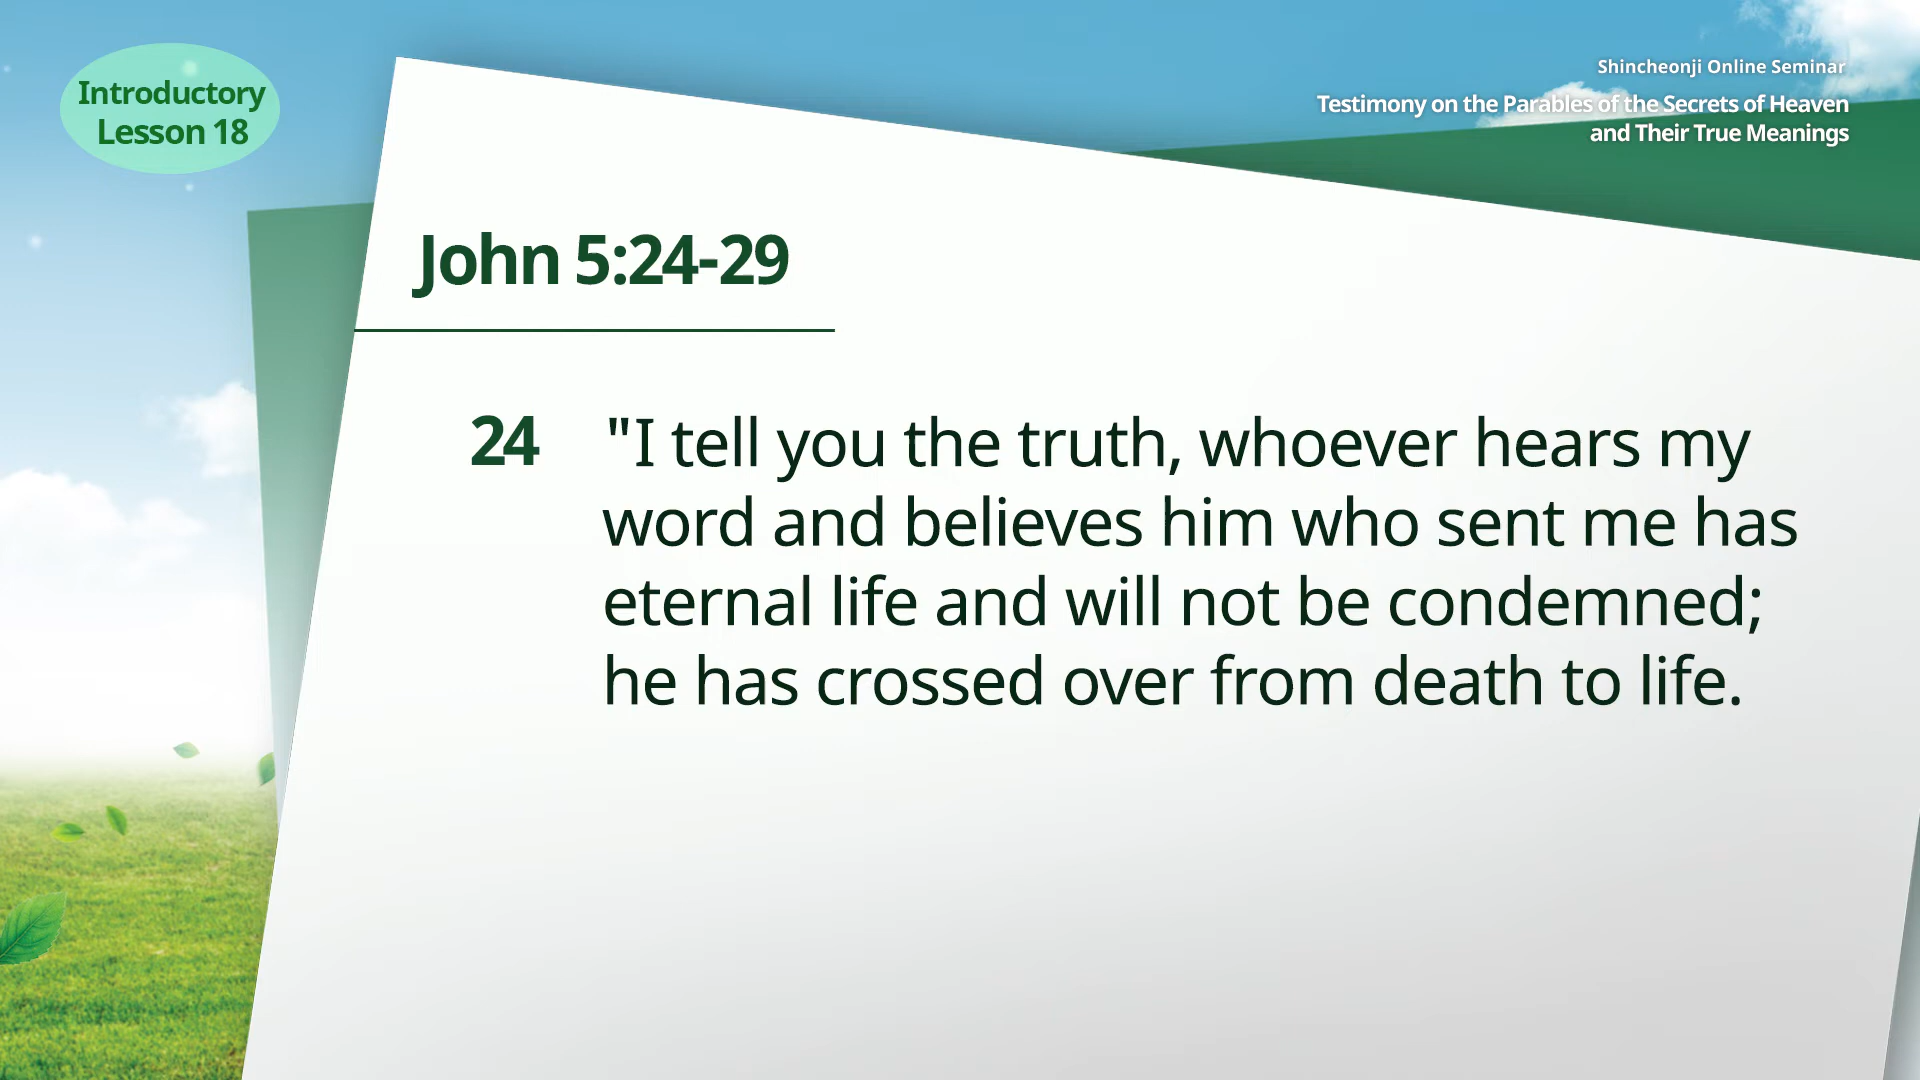 Introductory
Lesson 18
Shincheonji Online Seminar
Testimony on the Parables of the Secrets of Heaven
and Their True Meanings
John 5:24-29
24 "I tell you the truth, whoever hears my
word and believes him who sent me has
eternal life and will not be condemned;
he has crossed over from death to life.